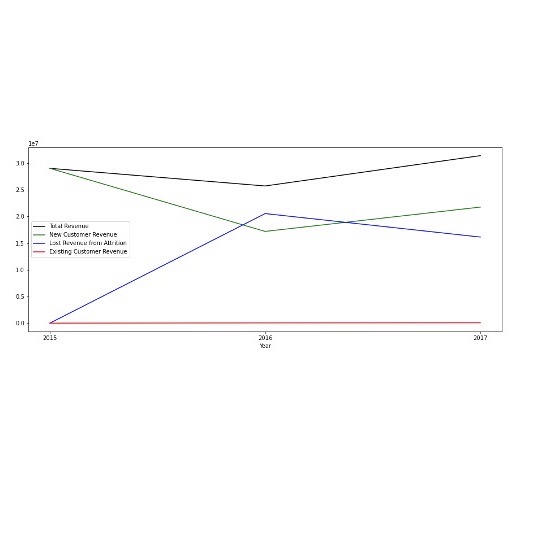 1e7
3.0
2.5
2.0
1.5
1.0
0.5
0.0
Total Revenue
New Customer Revenue
Lost Revenue from Attrition
Existing Customer Revenue
2015 2016 2017
Year